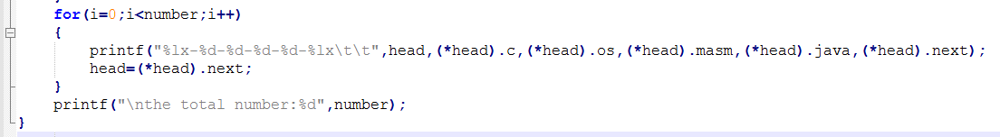 for(i=0;i<number;i++)
{
printf("%lx-%d-%d-%d-%d-%lx\t\t",head,(*head).c,(*head).os,(*head).masm,(*head).java,(*head).next);
head=(*head).next;
}
printf("\nthe total number:%d",number);
}